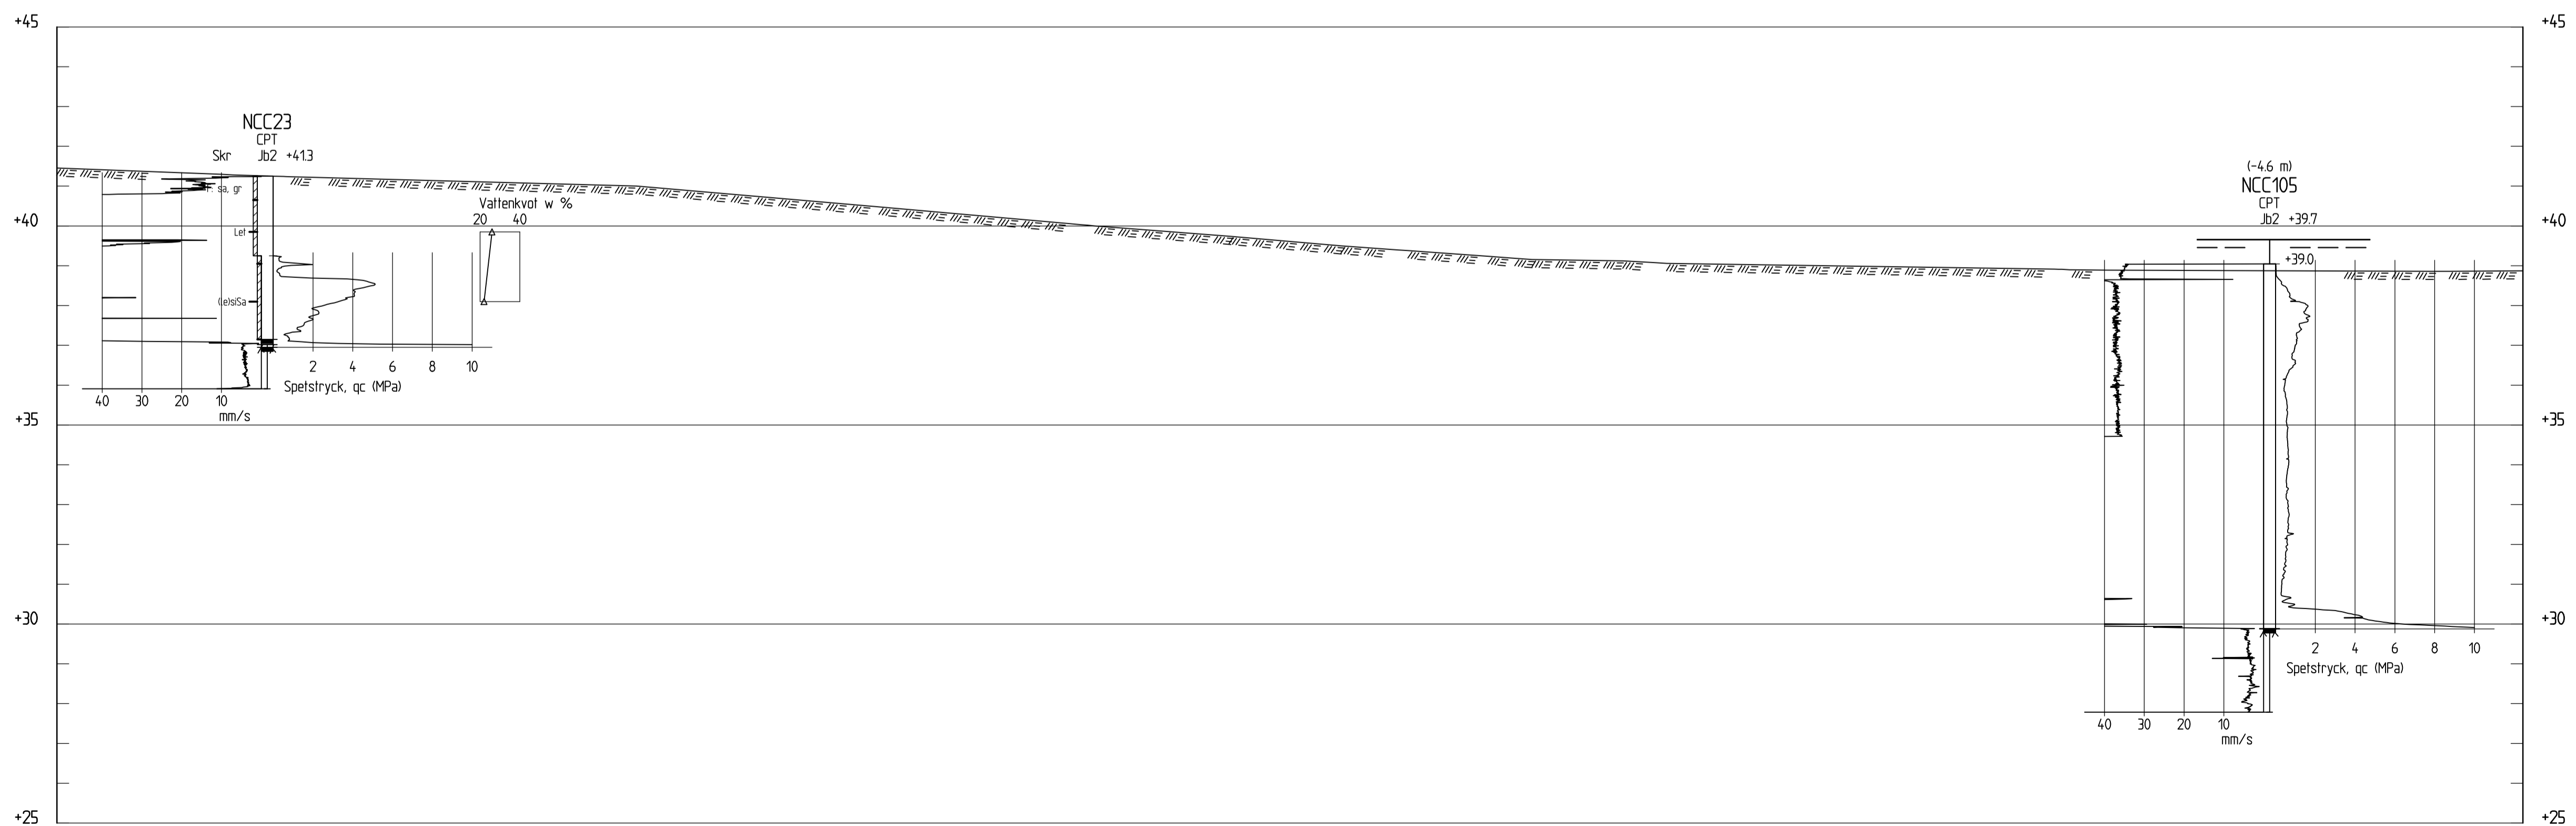 +45 +45
NCC23
CPT
Skr Jb2 +41.3
sa, gr
Let
(le)siSa
Vattenkvot w %
20 40
2 4 6 8 10
Spetstryck, qc (MPa)
40 30 20 10
mm/s
(-4.6 m)
NCC105
CPT
Jb2 +39.7
+39.0
+40 +40
+35 +35
+30 +30
2 4 6 8 10
Spetstryck, qc (MPa)
40 30 20 10
mm/s
+25 +25